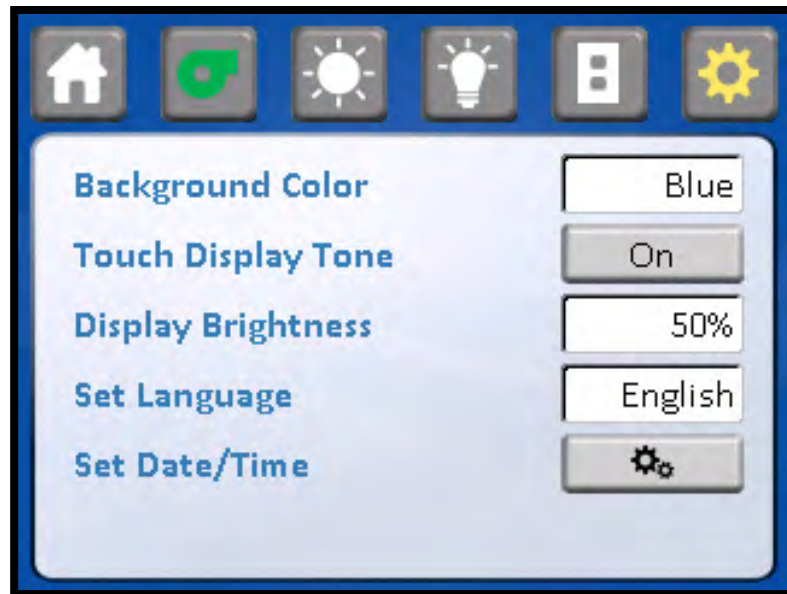 Background Color Blue
Touch Display Tone On
Display Brightness 50%
Set Language English
Set Date/Time